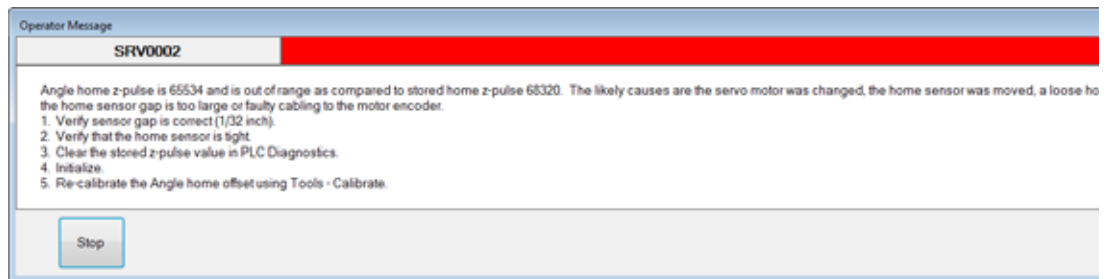 Operator Message
SRV0002
Angle home z-pulse is 65534 and is out of range as compared to stored home z-pulse 68320. The likely causes are the servo motor was changed, the home sensor was moved, a loose ho
the home sensor gap is too large or faulty cabling to the motor encoder.
1. Verify sensor gap is correct (1/32 inch).
2. Verify that the home sensor is tight.
3. Clear the stored z-pulse value in PLC Diagnostics.
4. Initialize.
5. Re-calibrate the Angle home offset using Tools - Calibrate.
Stop